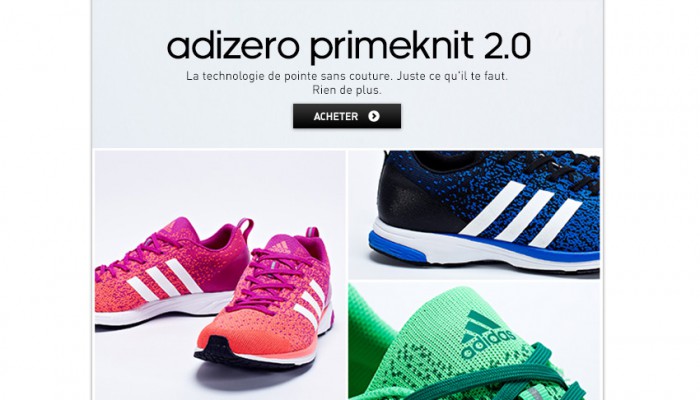 adizero primeknit 2.0
La technologie de pointe sans couture. Juste ce qu'il te faut.
Rien de plus.
ACHETER
adidas